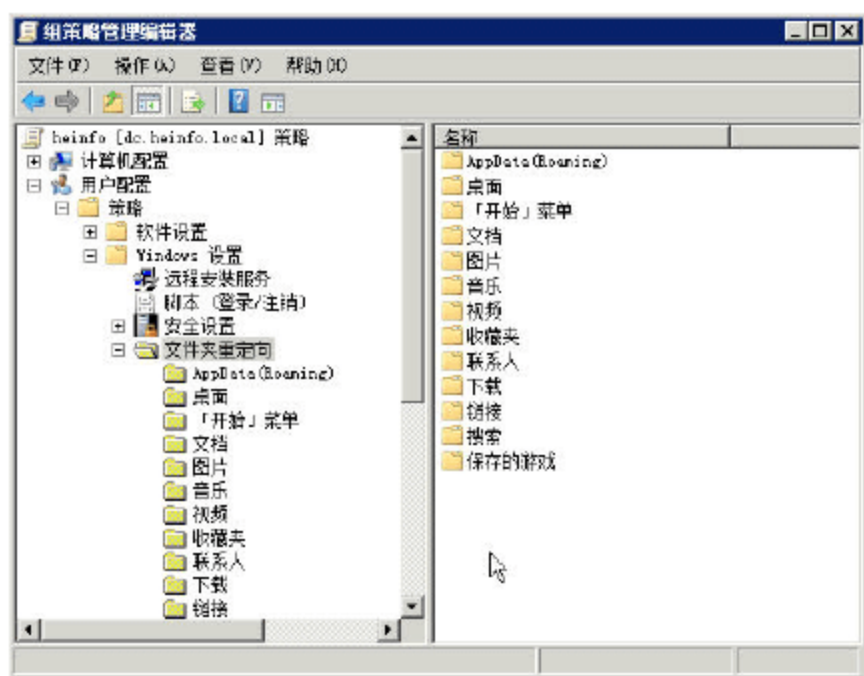 组策略管理编辑器
文件(F) 操作(A) 查看(V) 帮助(H)
heinfo [dc.heinfo.local] 策略
计算机配置
用户配置
策略
软件设置
Windows 设置
远程安装服务
脚本 (登录/注销)
安全设置
文件夹重定向
AppData(Roaming)
桌面
「开始」菜单
文档
图片
音乐
视频
收藏夹
联系人
下载
链接
名称
AppData(Roaming)
桌面
「开始」菜单
文档
图片
音乐
视频
收藏夹
联系人
下载
链接
搜索
保存的游戏